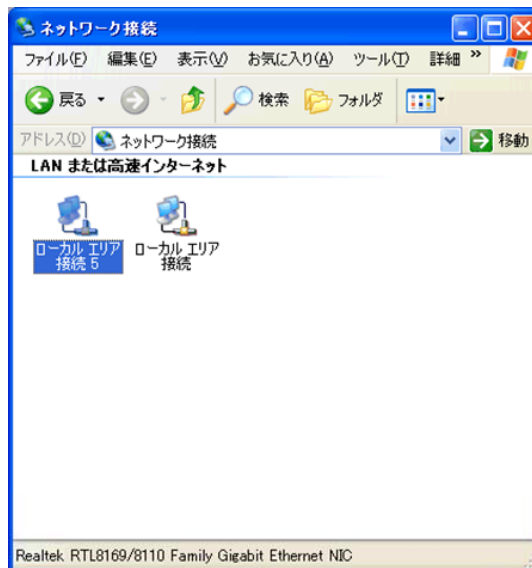 ネットワーク接続
ファイル(F) 編集(E) 表示(V) お気に入り(A) ツール(T) 詳細 »
戻る 検索 フォルダ
アドレス(D) ネットワーク接続 移動
LAN または高速インターネット
ローカル エリア
接続 5
ローカル エリア
接続
Realtek RTL8169/8110 Family Gigabit Ethernet NIC